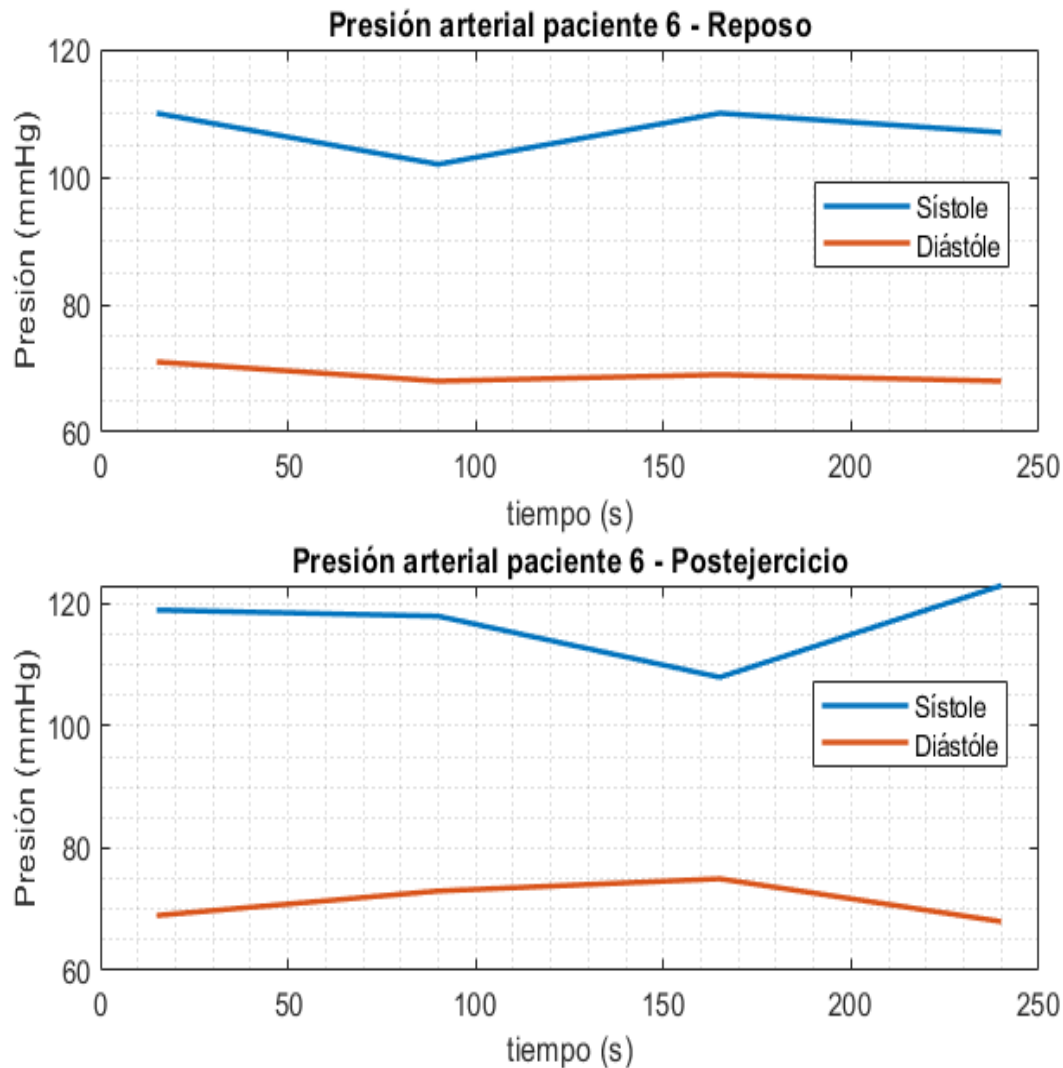 Presión arterial paciente 6 - Reposo
120
100
80
60
Presión (mmHg)
Sístole
Diástóle
0 50 100 150 200 250
tiempo (s)
Presión arterial paciente 6 - Postejercicio
120
100
80
60
Presión (mmHg)
Sístole
Diástóle
0 50 100 150 200 250
tiempo (s)